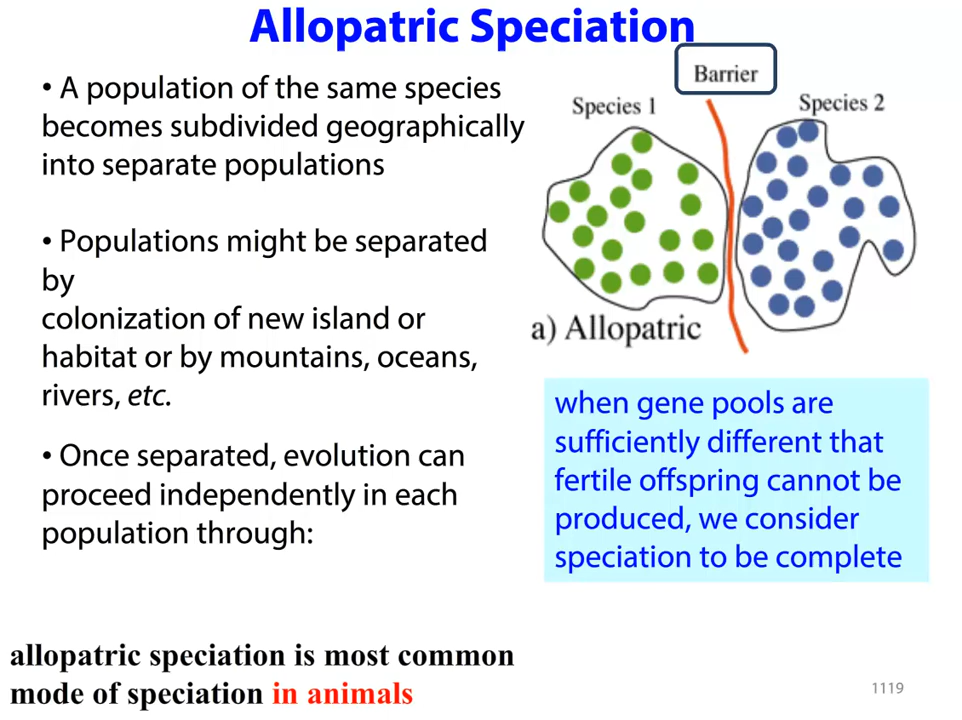 Allopatric Speciation
• A population of the same species
becomes subdivided geographically
into separate populations
• Populations might be separated
by
colonization of new island or
habitat or by mountains, oceans,
rivers, etc.
• Once separated, evolution can
proceed independently in each
population through:
Barrier
Species 1
Species 2
a) Allopatric
when gene pools are
sufficiently different that
fertile offspring cannot be
produced, we consider
speciation to be complete
allopatric speciation is most common
mode of speciation in animals
1119